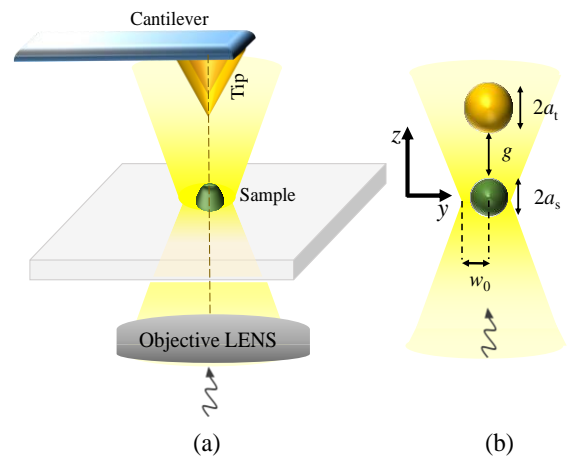 Cantilever
Tip
Sample
Objective LENS
(a)
z
y
g
2a_t
2a_s
w_0
(b)